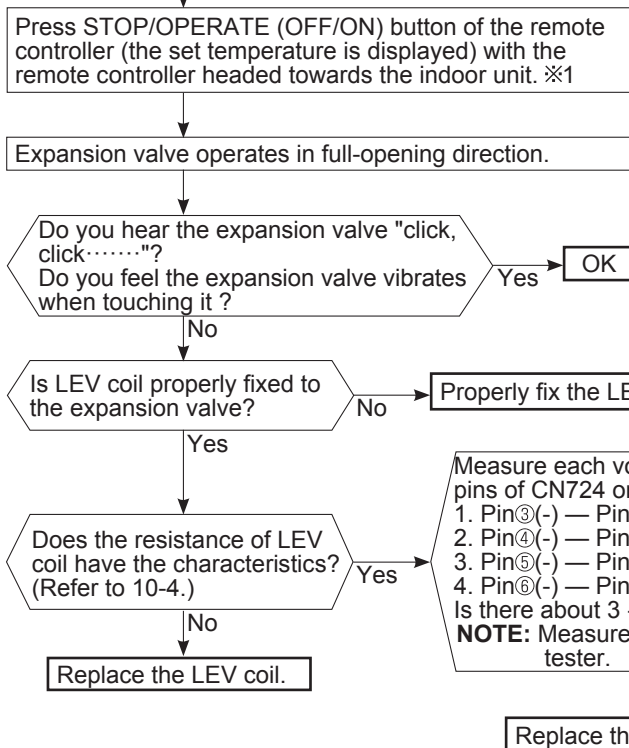 Press STOP/OPERATE (OFF/ON) button of the remote
controller (the set temperature is displayed) with the
remote controller headed towards the indoor unit. ※1
Expansion valve operates in full-opening direction.
Do you hear the expansion valve "click,
click·······"?
Do you feel the expansion valve vibrates
when touching it ?
Yes
OK
No
Is LEV coil properly fixed to
the expansion valve?
No
Properly fix the
Yes
Does the resistance of LEV
coil have the characteristics?
(Refer to 10-4.)
Yes
Measure each
pins of CN724
1. Pin③(-) — Pin
2. Pin④(-) — Pin
3. Pin⑤(-) — Pin
4. Pin⑥(-) — Pin
Is there about 3
NOTE: Measure
tester.
No
Replace the LEV coil.
Replace